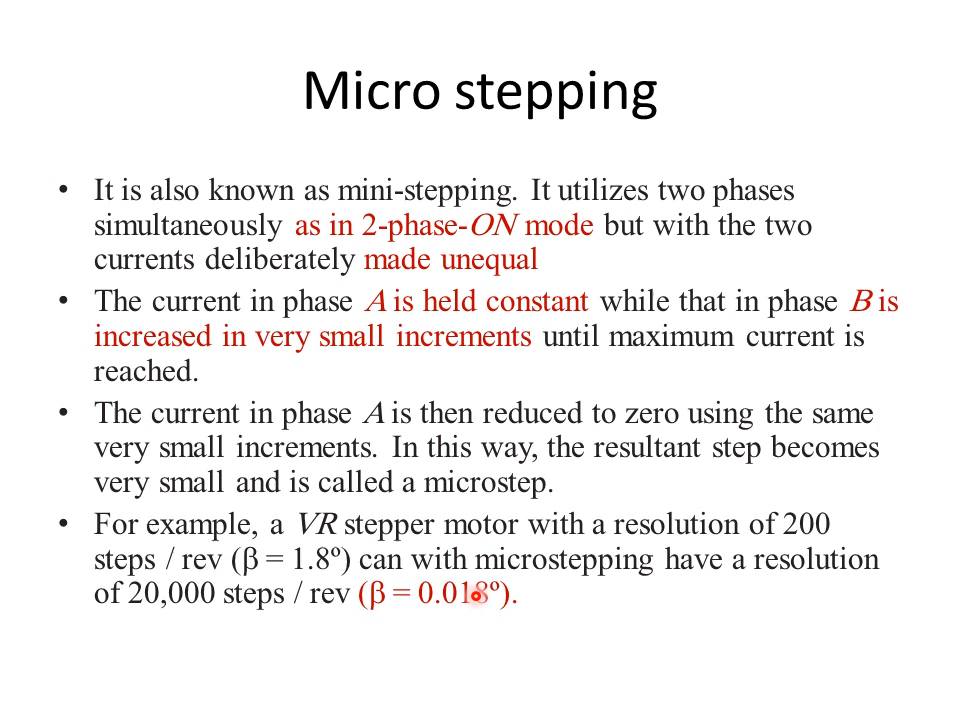 Micro stepping
• It is also known as mini-stepping. It utilizes two phases
simultaneously as in 2-phase-ON mode but with the two
currents deliberately made unequal
• The current in phase A is held constant while that in phase B is
increased in very small increments until maximum current is
reached.
• The current in phase A is then reduced to zero using the same
very small increments. In this way, the resultant step becomes
very small and is called a microstep.
• For example, a VR stepper motor with a resolution of 200
steps / rev (β = 1.8º) can with microstepping have a resolution
of 20,000 steps / rev (β = 0.018º).